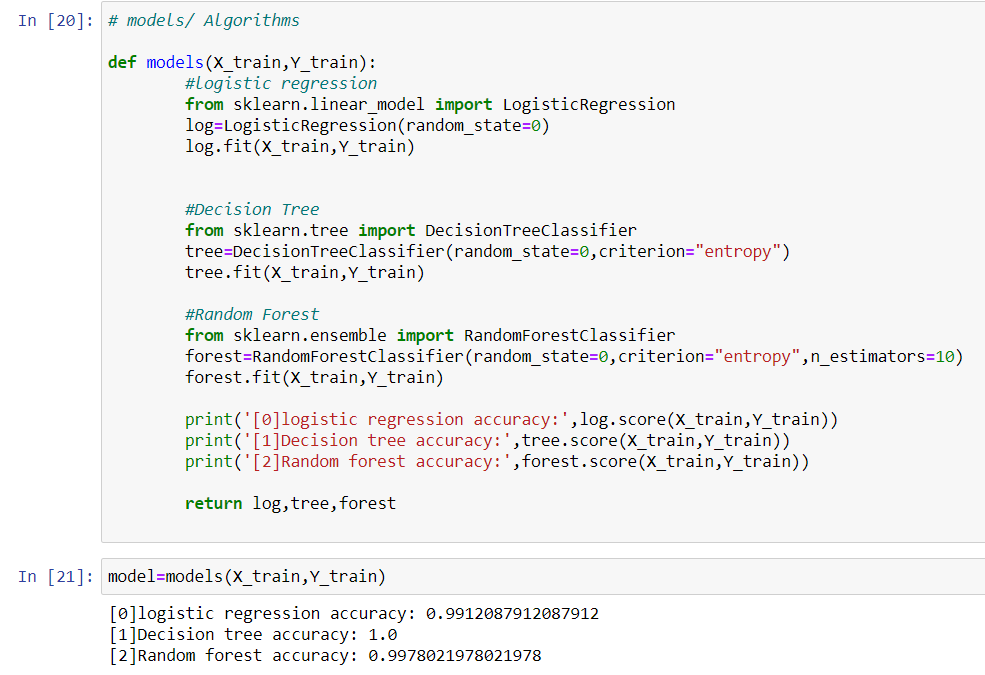 In [20]: # models/ Algorithms
def models(X_train,Y_train):
#logistic regression
from sklearn.linear_model import LogisticRegression
log=LogisticRegression(random_state=0)
log.fit(X_train,Y_train)
#Decision Tree
from sklearn.tree import DecisionTreeClassifier
tree=DecisionTreeClassifier(random_state=0,criterion="entropy")
tree.fit(X_train,Y_train)
#Random Forest
from sklearn.ensemble import RandomForestClassifier
forest=RandomForestClassifier(random_state=0,criterion="entropy",n_estimators=10)
forest.fit(X_train,Y_train)
print('[0]logistic regression accuracy:',log.score(X_train,Y_train))
print('[1]Decision tree accuracy:',tree.score(X_train,Y_train))
print('[2]Random forest accuracy:',forest.score(X_train,Y_train))
return log,tree,forest
In [21]: model=models(X_train,Y_train)
[0]logistic regression accuracy: 0.9912087912087912
[1]Decision tree accuracy: 1.0
[2]Random forest accuracy: 0.9978021978021978